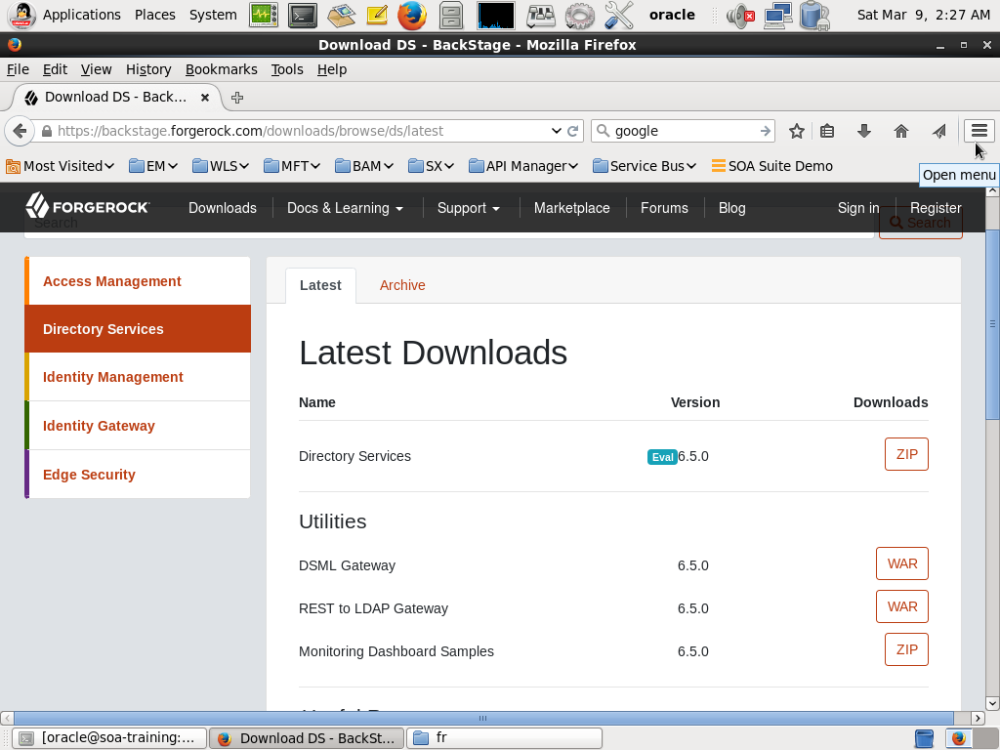 Applications Places System oracle Sat Mar 9, 2:27 AM
Download DS - BackStage - Mozilla Firefox
File Edit View History Bookmarks Tools Help
Download DS - Back...
https://backstage.forgerock.com/downloads/browse/ds/latest google
Most Visited EM WLS MFT BAM SX API Manager Service Bus SOA Suite Demo
Open menu
FORGEROCK Downloads Docs & Learning Support Marketplace Forums Blog Sign in Register
Search Search
Access Management
Directory Services
Identity Management
Identity Gateway
Edge Security
Latest Archive
Latest Downloads
Name Version Downloads
Directory Services Eval 6.5.0 ZIP
Utilities
DSML Gateway 6.5.0 WAR
REST to LDAP Gateway 6.5.0 WAR
Monitoring Dashboard Samples 6.5.0 ZIP
[oracle@soa-training:... Download DS - BackSt... fr